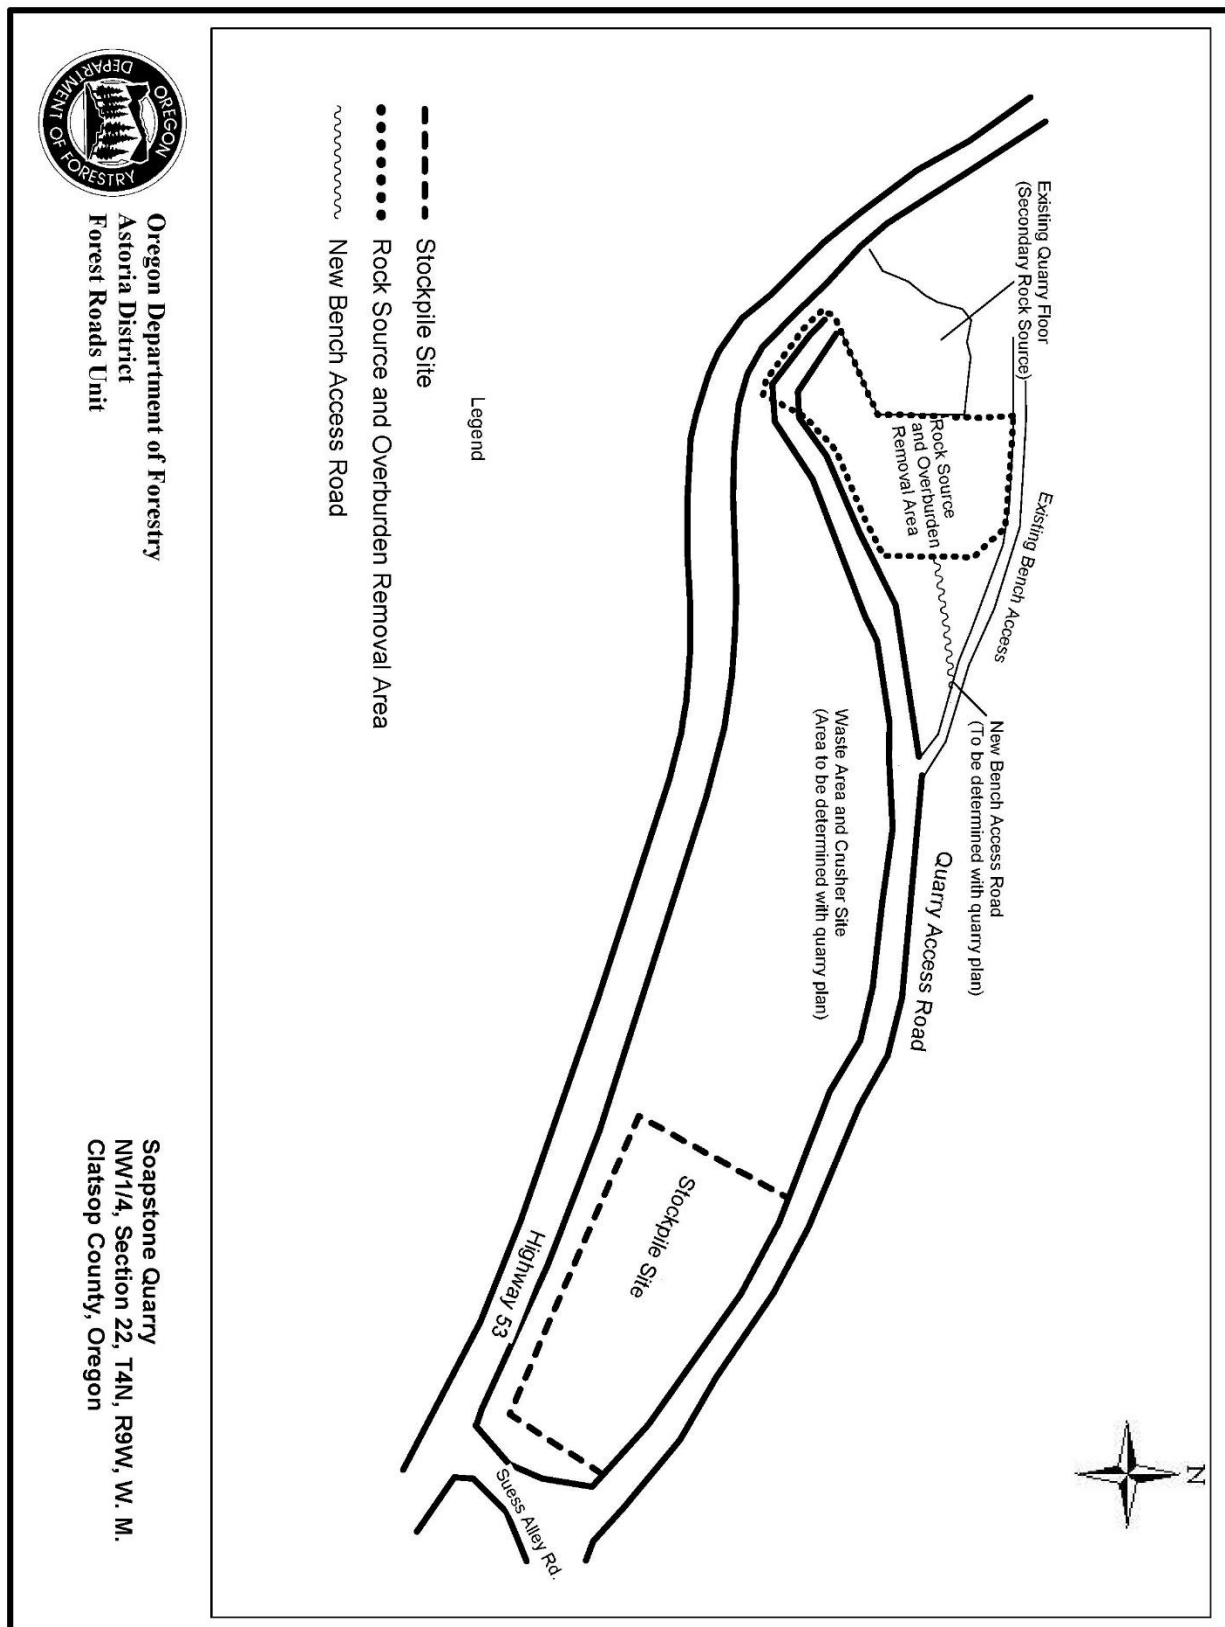 Existing Quarry Floor
(Secondary Rock Source)
Existing Bench Access
Rock Source
and Overburden
Removal Area
New Bench Access Road
(To be determined with quarry plan)
Quarry Access Road
Waste Area and Crusher Site
(Area to be determined with quarry plan)
Stockpile Site
Highway 53
Suess Alley Rd.
N
Legend
Stockpile Site
Rock Source and Overburden Removal Area
New Bench Access Road
OREGON
DEPARTMENT OF FORESTRY
Oregon Department of Forestry
Astoria District
Forest Roads Unit
Soapstone Quarry
NW1/4, Section 22, T4N, R9W, W. M.
Clatsop County, Oregon